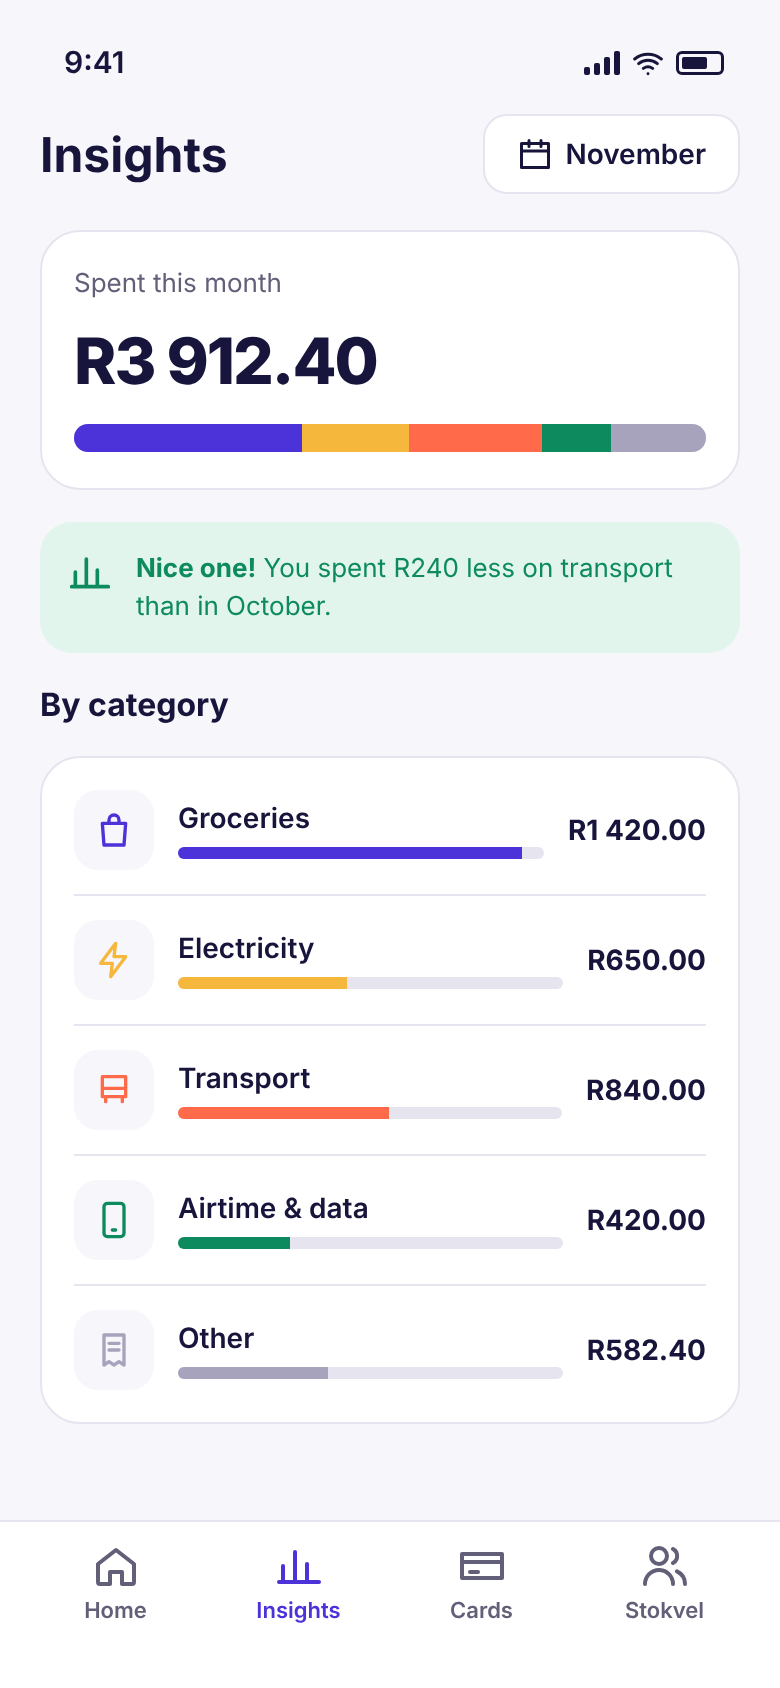 9:41
Insights
November
Spent this month
R3 912.40
Nice one! You spent R240 less on transport
than in October.
By category
Groceries
R1 420.00
Electricity
R650.00
Transport
R840.00
Airtime & data
R420.00
Other
R582.40
Home
Insights
Cards
Stokvel